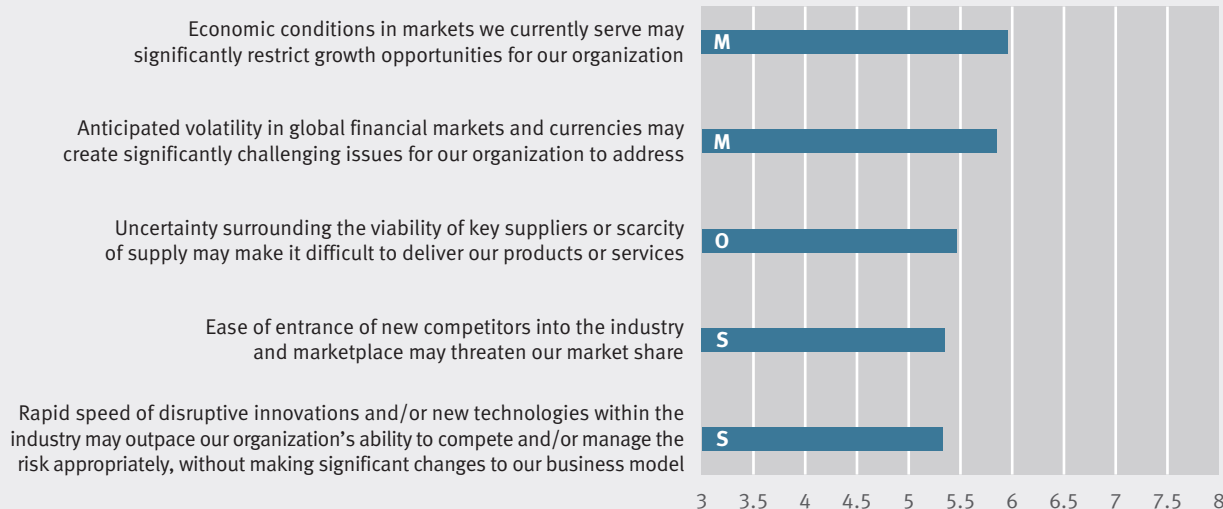 Economic conditions in markets we currently serve may
significantly restrict growth opportunities for our organization
M
Anticipated volatility in global financial markets and currencies may
create significantly challenging issues for our organization to address
M
Uncertainty surrounding the viability of key suppliers or scarcity
of supply may make it difficult to deliver our products or services
O
Ease of entrance of new competitors into the industry
and marketplace may threaten our market share
S
Rapid speed of disruptive innovations and/or new technologies within the
industry may outpace our organization’s ability to compete and/or manage the
risk appropriately, without making significant changes to our business model
S
3 3.5 4 4.5 5 5.5 6 6.5 7 7.5 8